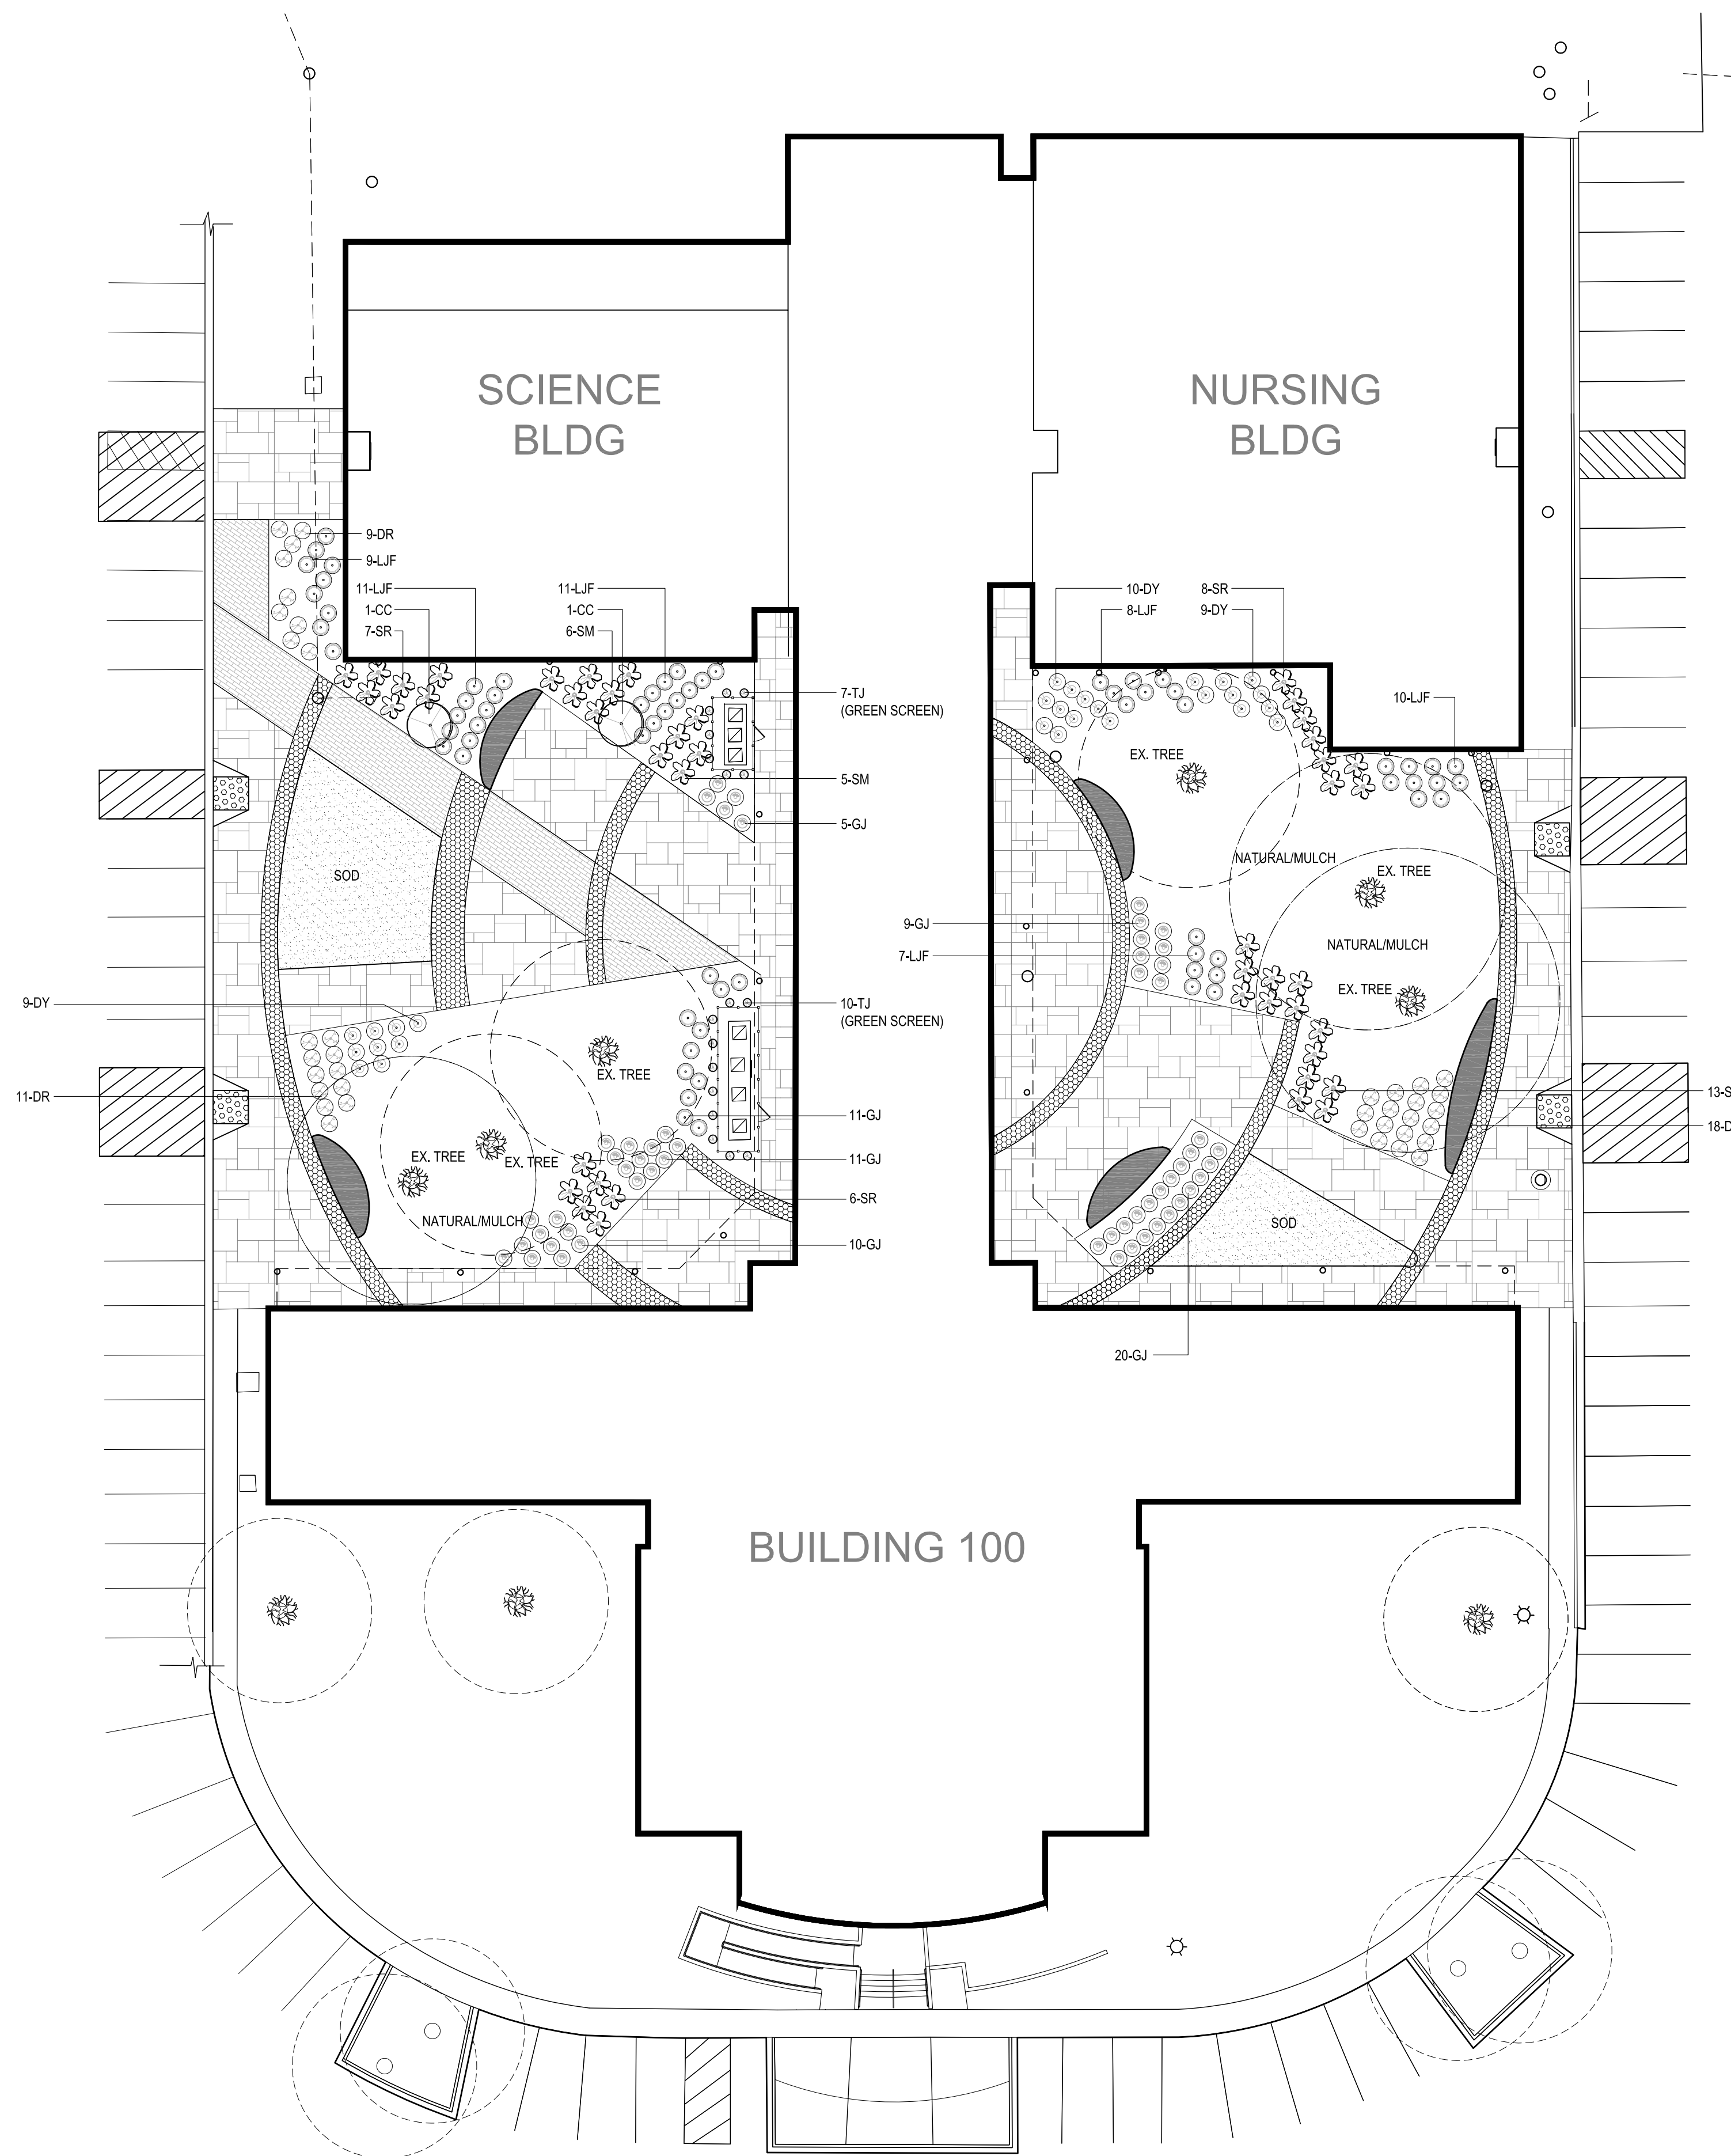 SCIENCE
BLDG
NURSING
BLDG
9-DR
9-LJF
11-LJF
1-CC
7-SR
11-LJF
1-CC
6-SM
10-DY
8-LJF
8-SR
9-DY
7-TJ
(GREEN SCREEN)
10-LJF
EX. TREE
5-SM
5-GJ
SOD
NATURAL/MULCH
EX. TREE
9-GJ
7-LJF
NATURAL/MULCH
EX. TREE
9-DY
10-TJ
(GREEN SCREEN)
EX. TREE
11-DR
13-S
11-GJ
18-D
EX. TREE
EX. TREE
11-GJ
6-SR
NATURAL/MULCH
SOD
10-GJ
20-GJ
BUILDING 100